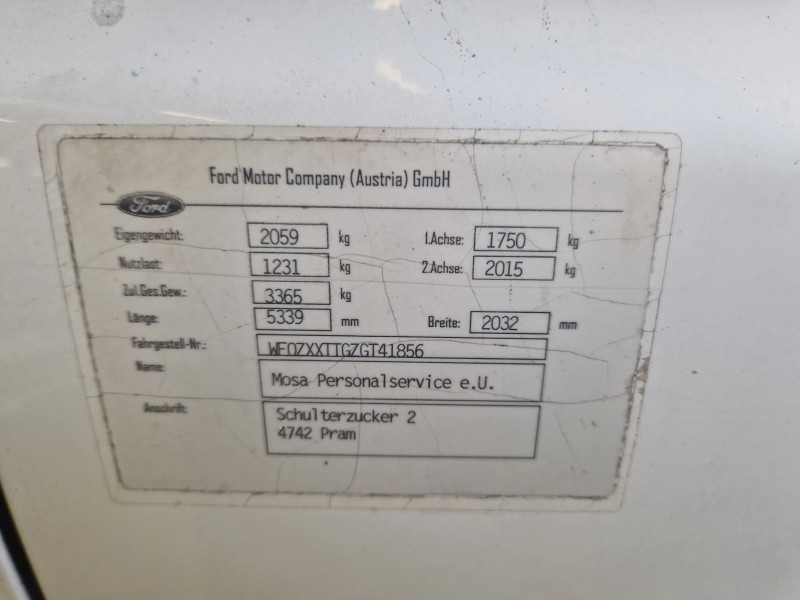 Ford Motor Company (Austria) GmbH
Ford
Eigengewicht: 2059 kg 1.Achse: 1750 kg
Nutzlast: 1231 kg 2.Achse: 2015 kg
Zul.Ges.Gew.: 3365 kg
Länge: 5339 mm Breite: 2032 mm
Fahrgestell-Nr.: WF0ZXXTTGZGT41856
Name: Mosa Personalservice e.U.
Anschrift: Schulterzucker 2
4742 Pram